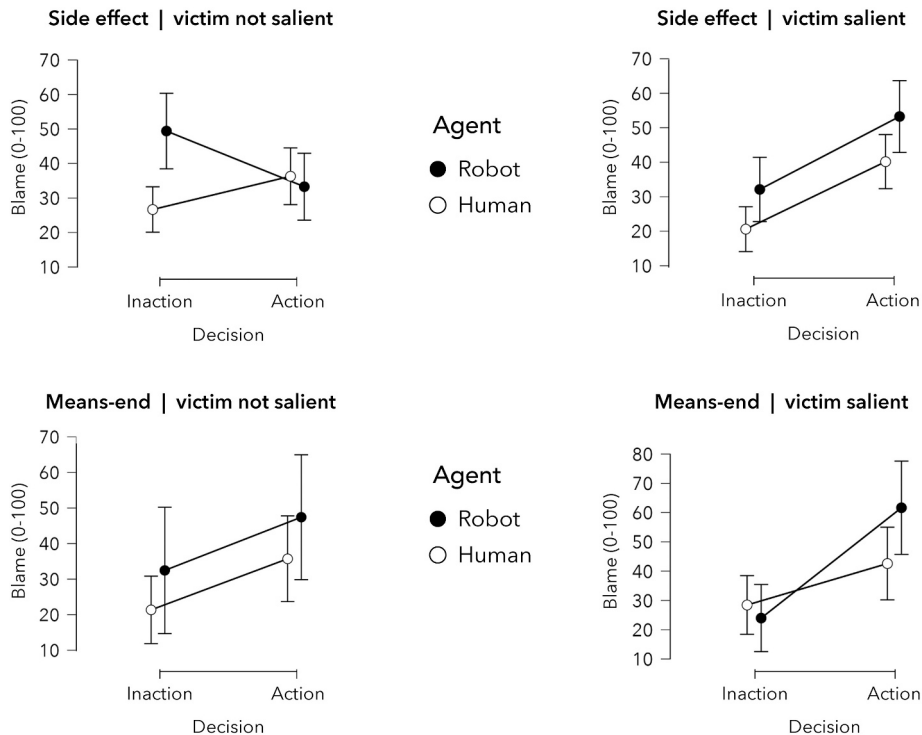 Side effect | victim not salient
70
60
50
40
30
20
10
Blame (0-100)
Inaction
Action
Decision
Agent
Robot
Human
Side effect | victim salient
70
60
50
40
30
20
10
Blame (0-100)
Inaction
Action
Decision
Means-end | victim not salient
70
60
50
40
30
20
10
Blame (0-100)
Inaction
Action
Decision
Agent
Robot
Human
Means-end | victim salient
80
70
60
50
40
30
20
10
Blame (0-100)
Inaction
Action
Decision